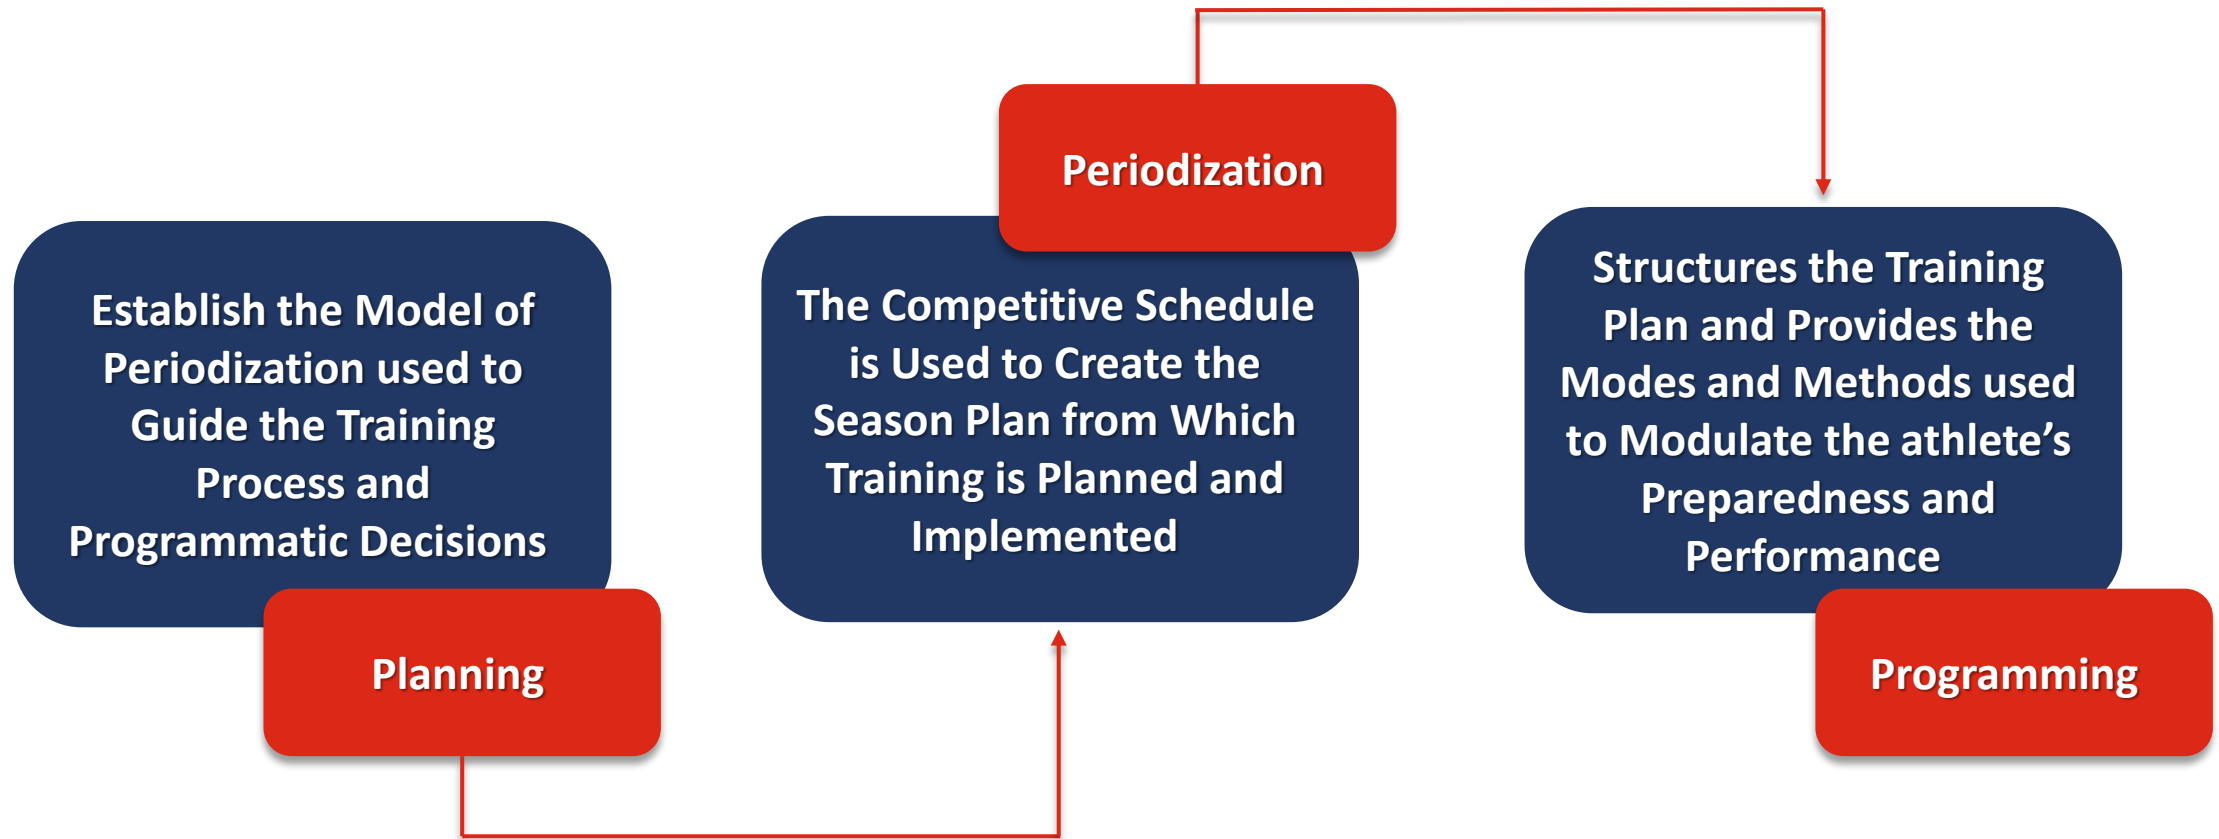 Establish the Model of
Periodization used to
Guide the Training
Process and
Programmatic Decisions
Planning
Periodization
The Competitive Schedule
is Used to Create the
Season Plan from Which
Training is Planned and
Implemented
Structures the Training
Plan and Provides the
Modes and Methods used
to Modulate the athlete’s
Preparedness and
Performance
Programming